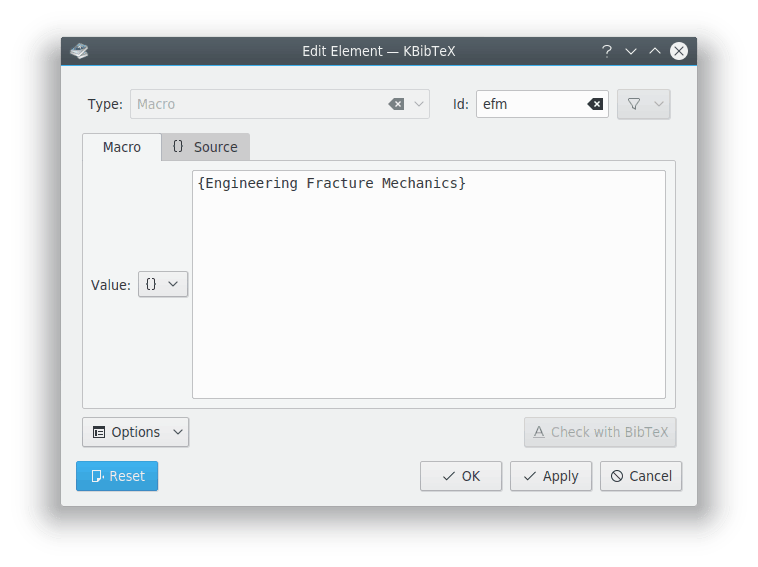 Edit Element — KBibTeX
Type: Macro Id: efm
Macro {} Source
{Engineering Fracture Mechanics}
Value: {}
Options Check with BibTeX
Reset OK Apply Cancel